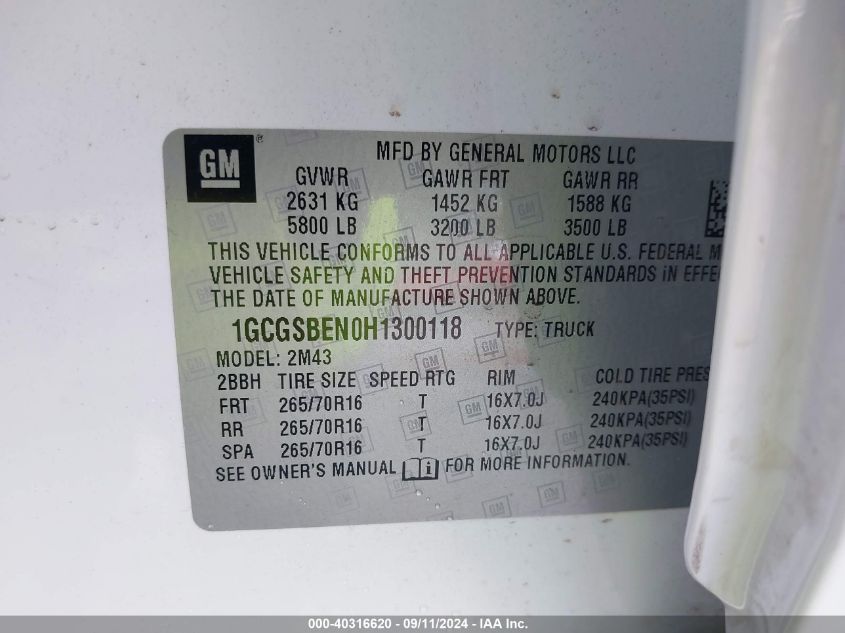 GM ®
MFD BY GENERAL MOTORS LLC
GVWR GAWR FRT GAWR RR
2631 KG 1452 KG 1588 KG
5800 LB 3200 LB 3500 LB
THIS VEHICLE CONFORMS TO ALL APPLICABLE U.S. FEDERAL M
VEHICLE SAFETY AND THEFT PREVENTION STANDARDS IN EFFE
THE DATE OF MANUFACTURE SHOWN ABOVE.
1GCGSBEN0H1300118 TYPE: TRUCK
MODEL: 2M43
2BBH TIRE SIZE SPEED RTG RIM COLD TIRE PRES
FRT 265/70R16 T 16X7.0J 240KPA(35PSI)
RR 265/70R16 T 16X7.0J 240KPA(35PSI)
SPA 265/70R16 T 16X7.0J 240KPA(35PSI)
SEE OWNER'S MANUAL i FOR MORE INFORMATION.
000-40316620 - 09/11/2024 - IAA Inc.